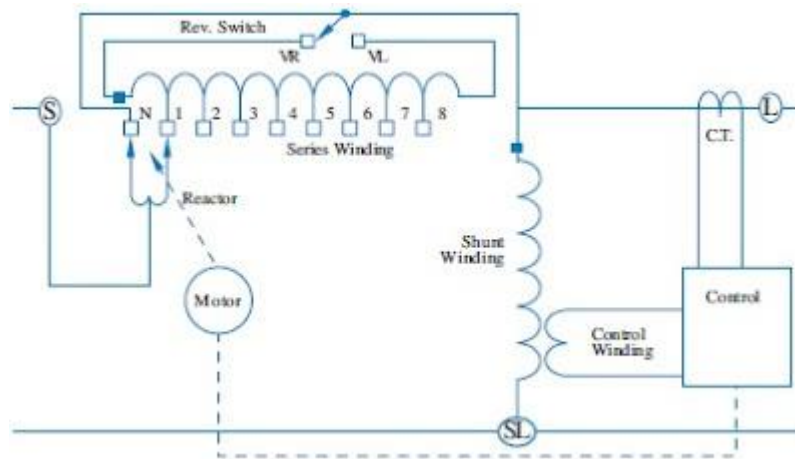 Rev. Switch
VR
VL
S
N 1 2 3 4 5 6 7 8
L
C.T.
Series Winding
Reactor
Shunt
Winding
Motor
Control
Control
Winding
SL